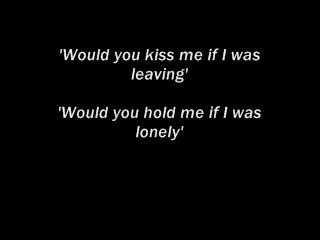 'Would you kiss me if I was
leaving'
'Would you hold me if I was
lonely'